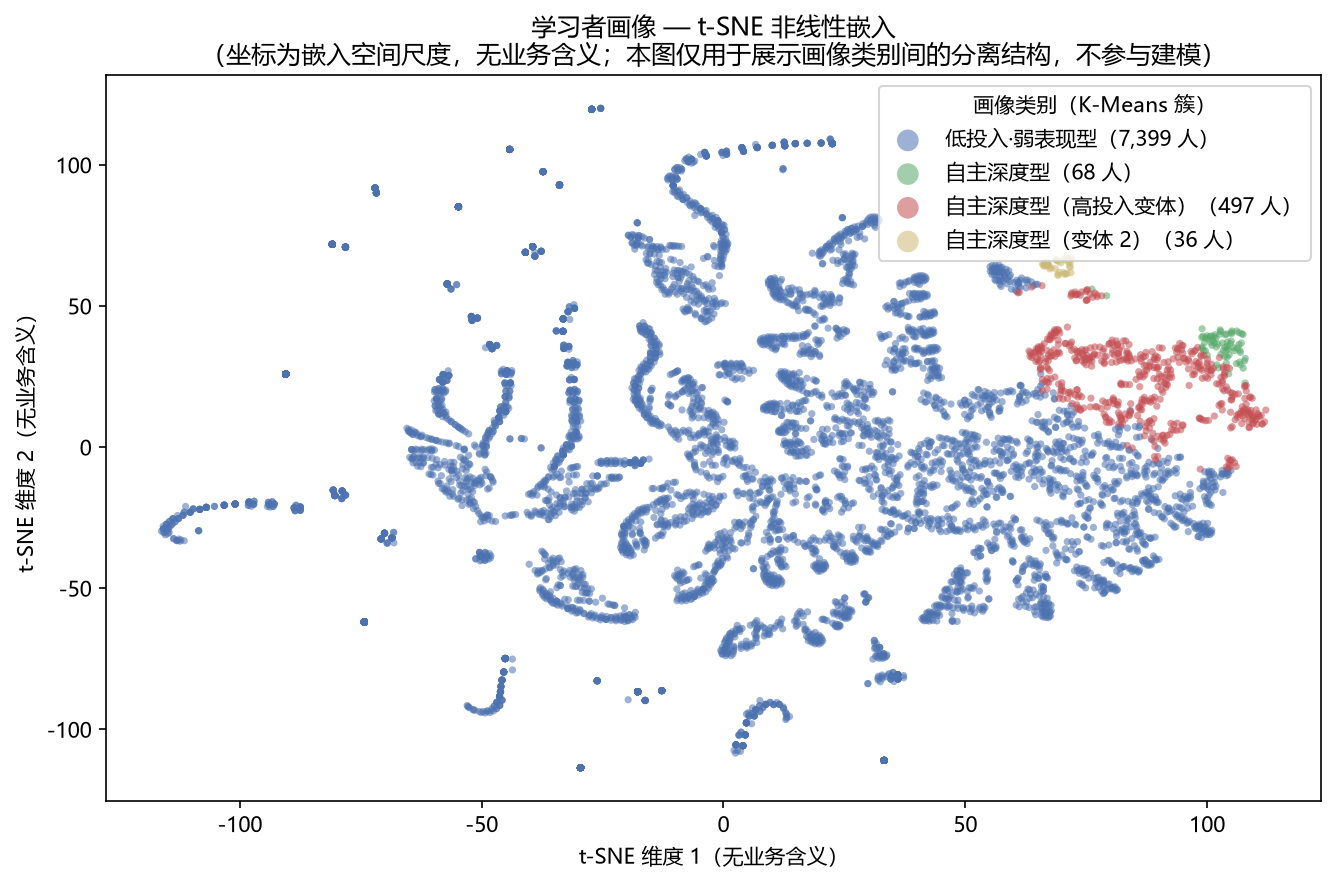 学习者画像 — t-SNE 非线性嵌入
（坐标为嵌入空间尺度，无业务含义；本图仅用于展示画像类别间的分离结构，不参与建模）
画像类别（K-Means 簇）
低投入·弱表现型（7,399 人）
自主深度型（68 人）
自主深度型（高投入变体）（497 人）
自主深度型（变体 2）（36 人）
t-SNE 维度 2（无业务含义）
100
50
0
-50
-100
-100
-50
0
50
100
t-SNE 维度 1（无业务含义）